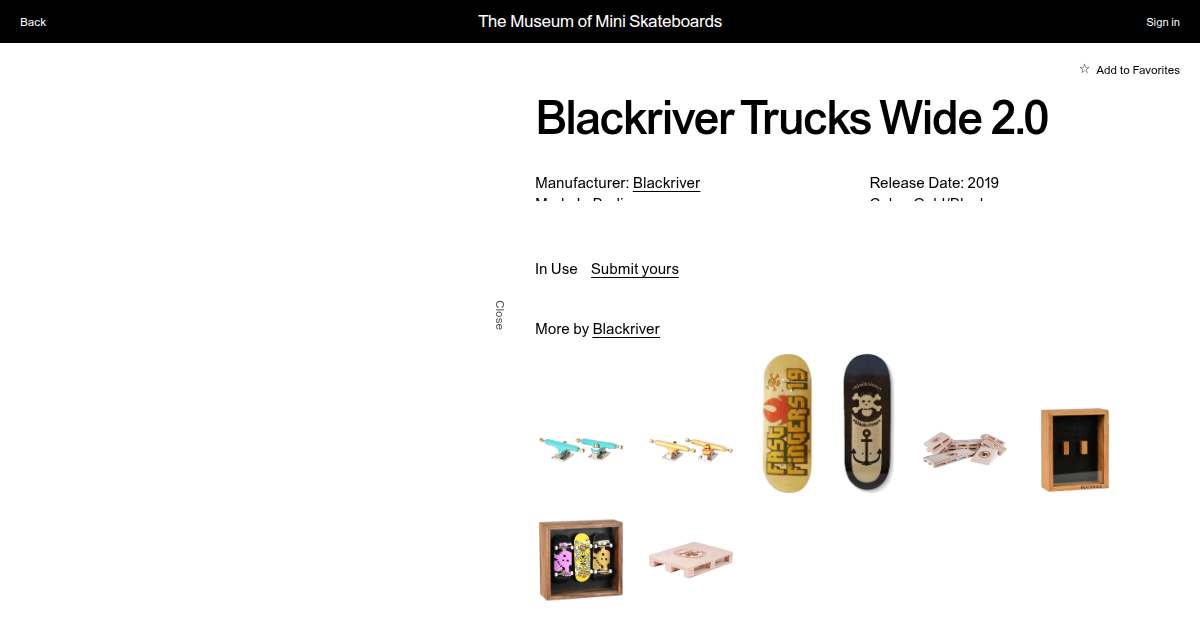 Back
The Museum of Mini Skateboards
Sign in
☆ Add to Favorites
Blackriver Trucks Wide 2.0
Manufacturer: Blackriver
Release Date: 2019
In Use Submit yours
Close
More by Blackriver
FAST FINGERS 19